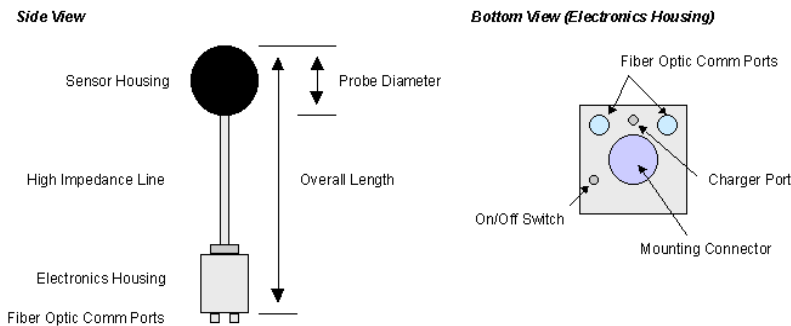 Side View
Sensor Housing
Probe Diameter
High Impedance Line
Overall Length
Electronics Housing
Fiber Optic Comm Ports
Bottom View (Electronics Housing)
Fiber Optic Comm Ports
Charger Port
On/Off Switch
Mounting Connector